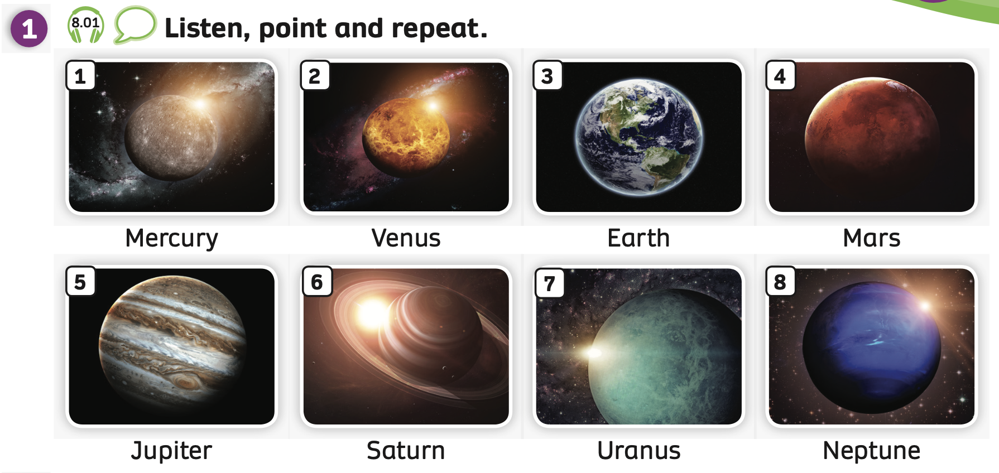 1 8.01 Listen, point and repeat.
1 2 3 4
Mercury Venus Earth Mars
5 6 7 8
Jupiter Saturn Uranus Neptune